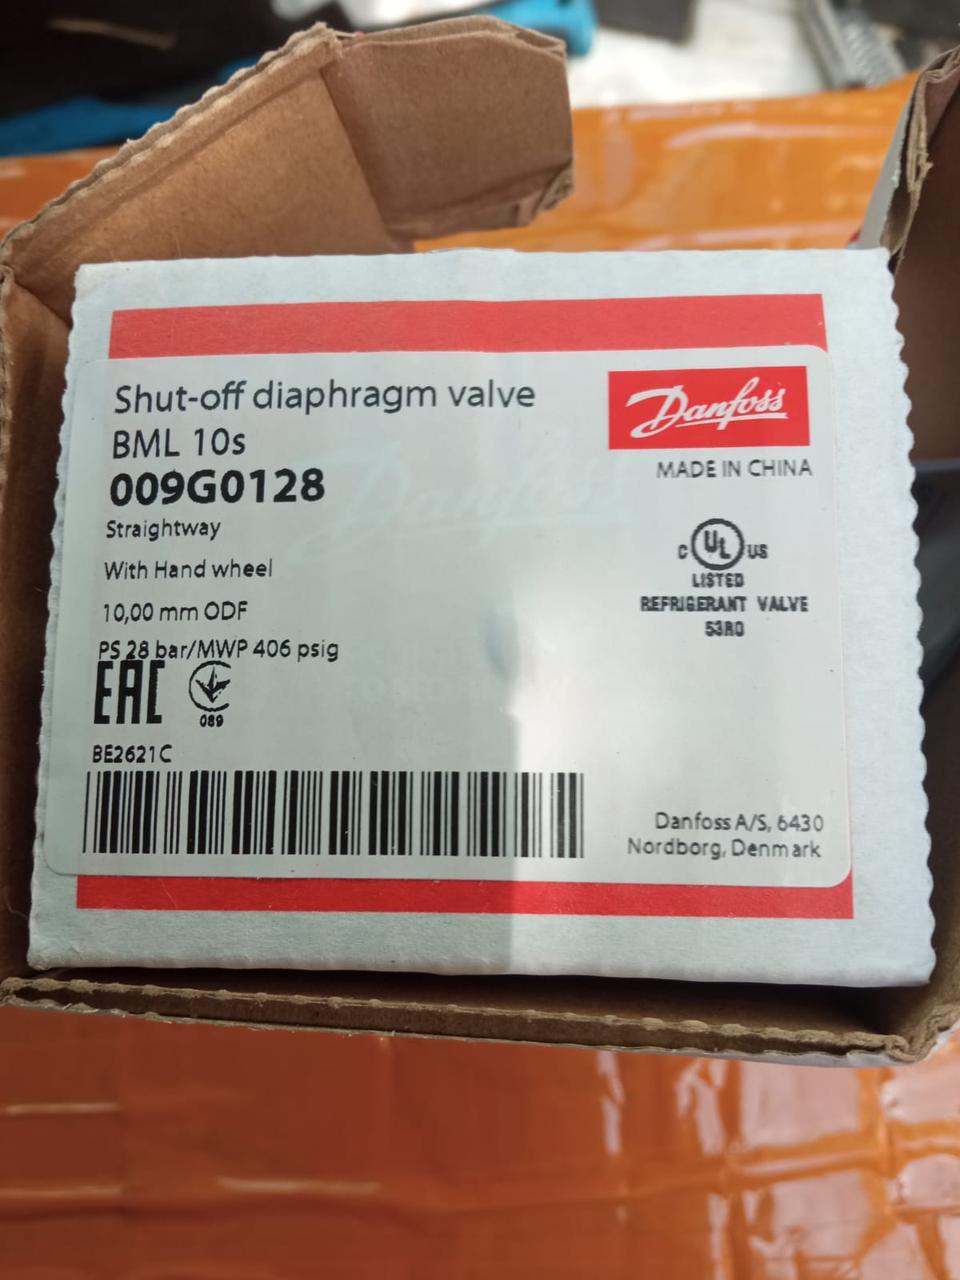 Shut-off diaphragm valve
BML 10s
009G0128
Straightway
With Hand wheel
10,00 mm ODF
PS 28 bar/MWP 406 psig
EAC
089
BE2621C
Danfoss
MADE IN CHINA
C UL US
LISTED
REFRIGERANT VALVE
53R0
Danfoss A/S, 6430
Nordborg, Denmark